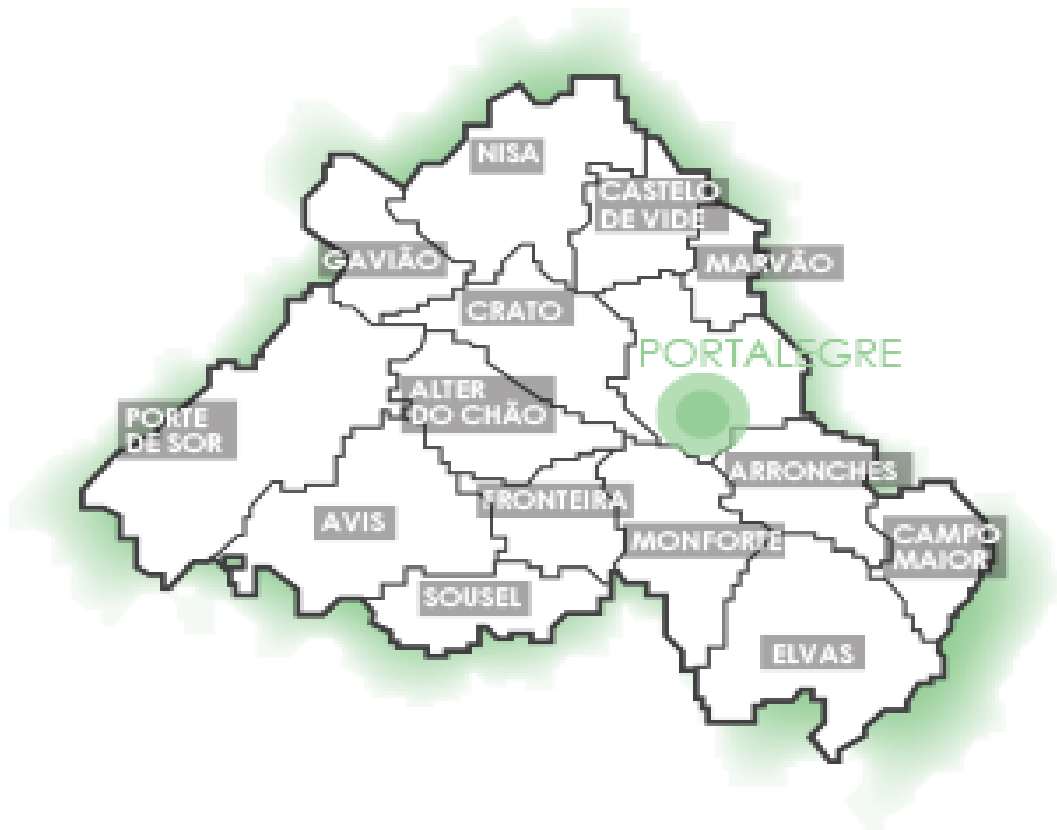 NISA
CASTELO
DE VIDE
GAVIÃO
MARVÃO
CRATO
PORTALEGRE
ALTER
DO CHÃO
PORTE
DE SOR
ARRONCHES
FRONTEIRA
AVIS
MONFORTE
CAMPO
MAIOR
SOUSEL
ELVAS